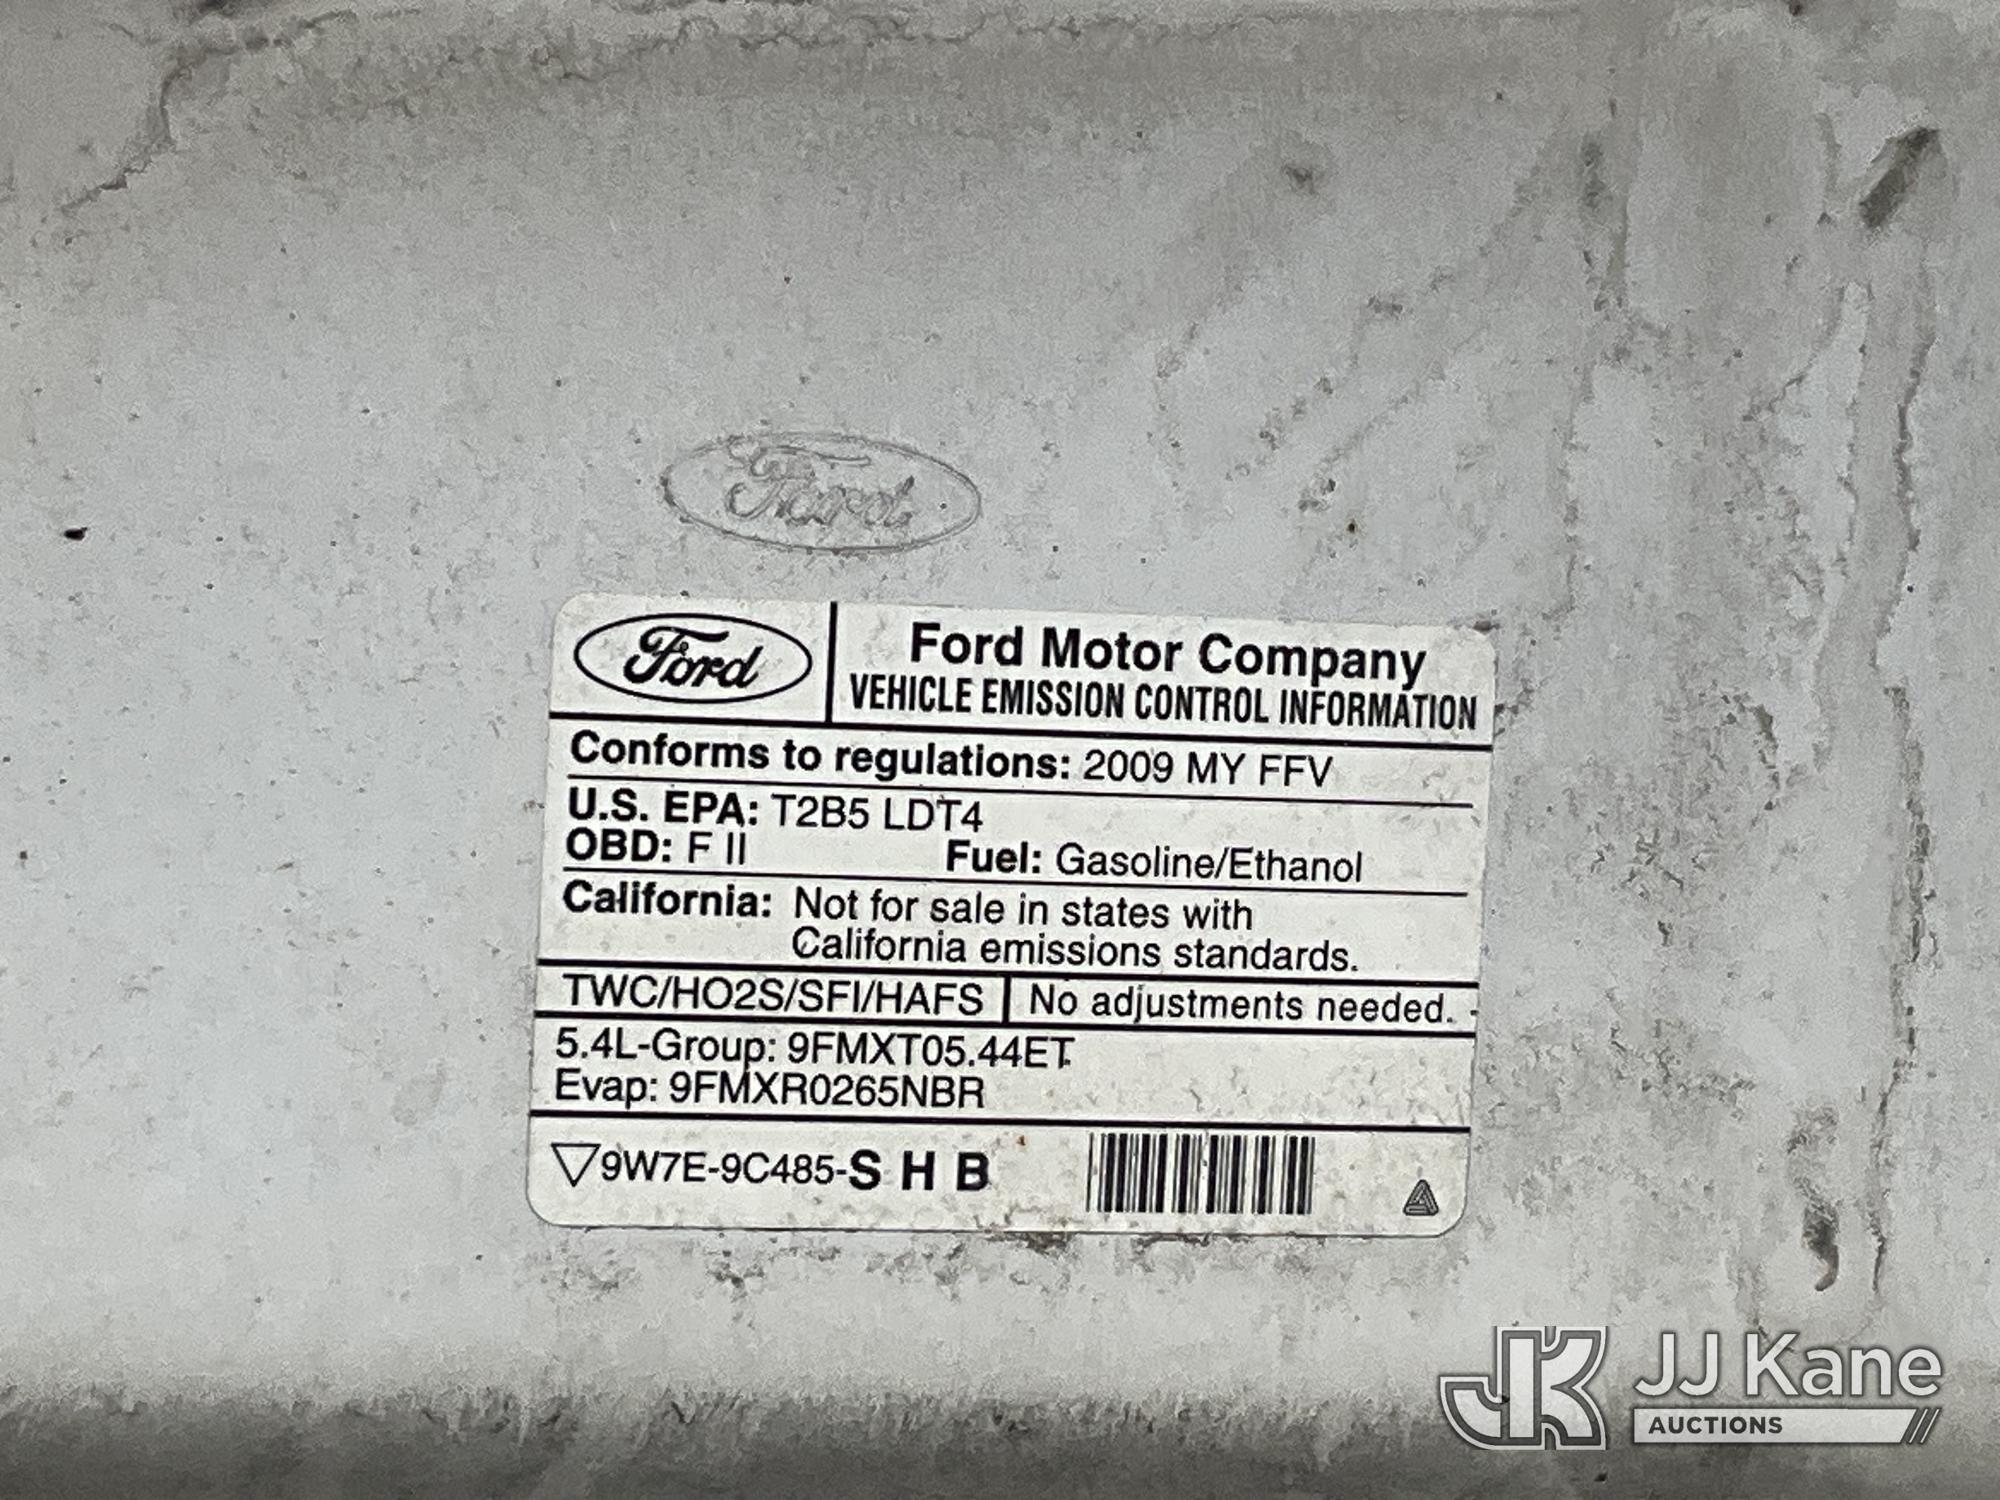 Ford
Ford
Ford Motor Company
VEHICLE EMISSION CONTROL INFORMATION
Conforms to regulations: 2009 MY FFV
U.S. EPA: T2B5 LDT4
OBD: F II Fuel: Gasoline/Ethanol
California: Not for sale in states with
California emissions standards.
TWC/HO2S/SFI/HAFS No adjustments needed.
5.4L-Group: 9FMXT05.44ET
Evap: 9FMXR0265NBR
9W7E-9C485-S H B
JK JJ Kane
AUCTIONS